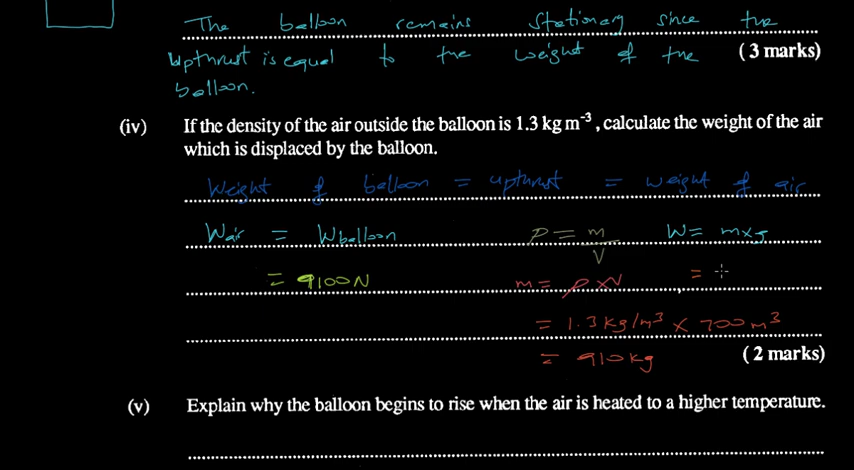 The balloon remains stationary since the
Upthrust is equal to the weight of the (3 marks)
balloon.
(iv) If the density of the air outside the balloon is 1.3 kg m⁻³, calculate the weight of the air
which is displaced by the balloon.
Weight of balloon = upthrust = weight of air
Wair = Wballoon ρ = m/V W = m×g
= 9100N m = ρ×V = 
= 1.3 kg/m³ × 700 m³
= 910 kg (2 marks)
(v) Explain why the balloon begins to rise when the air is heated to a higher temperature.